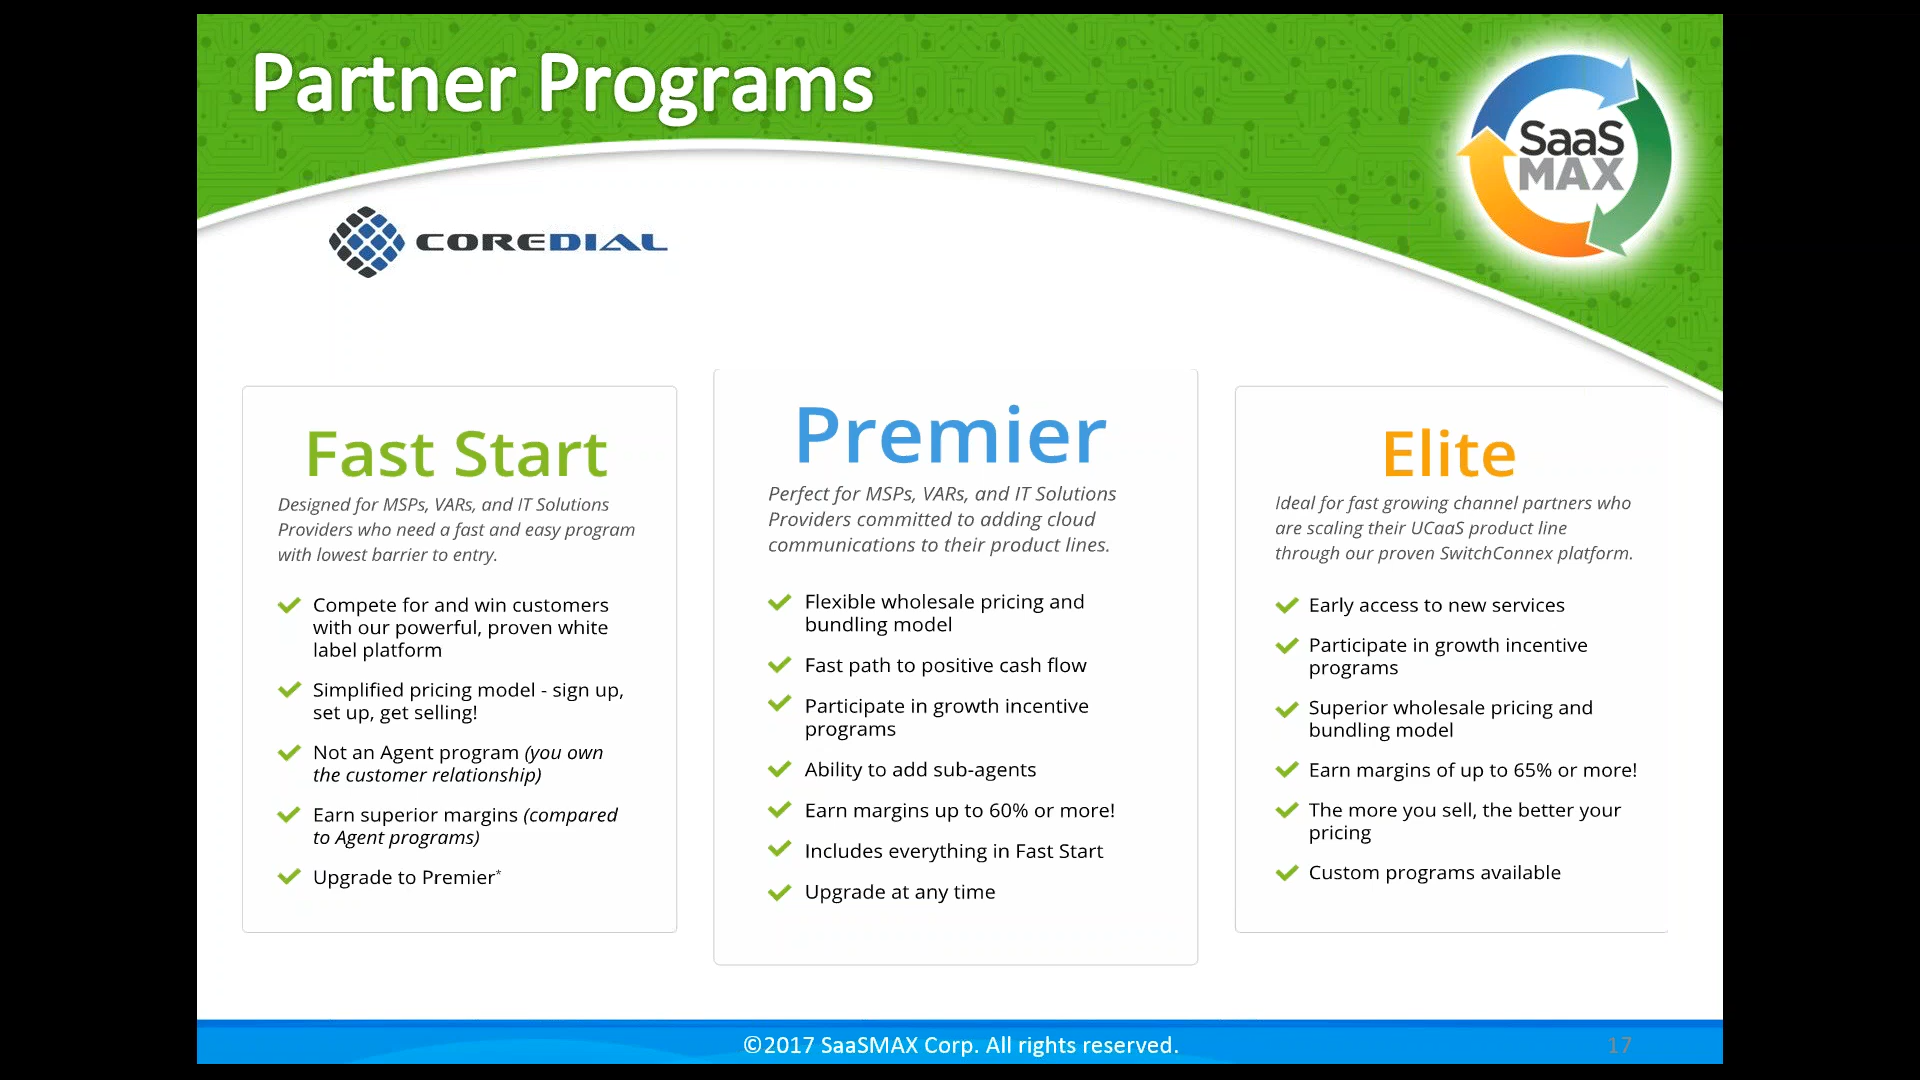 Partner Programs
SaaS
MAX
COREDIAL
Fast Start
Designed for MSPs, VARs, and IT Solutions
Providers who need a fast and easy program
with lowest barrier to entry.
Compete for and win customers
with our powerful, proven white
label platform
Simplified pricing model - sign up,
set up, get selling!
Not an Agent program (you own
the customer relationship)
Earn superior margins (compared
to Agent programs)
Upgrade to Premier*
Premier
Perfect for MSPs, VARs, and IT Solutions
Providers committed to adding cloud
communications to their product lines.
Flexible wholesale pricing and
bundling model
Fast path to positive cash flow
Participate in growth incentive
programs
Ability to add sub-agents
Earn margins up to 60% or more!
Includes everything in Fast Start
Upgrade at any time
Elite
Ideal for fast growing channel partners who
are scaling their UCaaS product line
through our proven SwitchConnex platform.
Early access to new services
Participate in growth incentive
programs
Superior wholesale pricing and
bundling model
Earn margins of up to 65% or more!
The more you sell, the better your
pricing
Custom programs available
©2017 SaaSMAX Corp. All rights reserved.
17